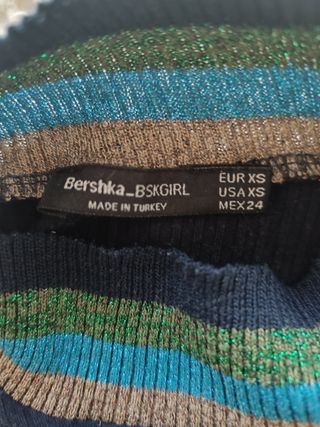 Bershka_BSKGIRL
MADE IN TURKEY
EUR XS
USA XS
MEX 24